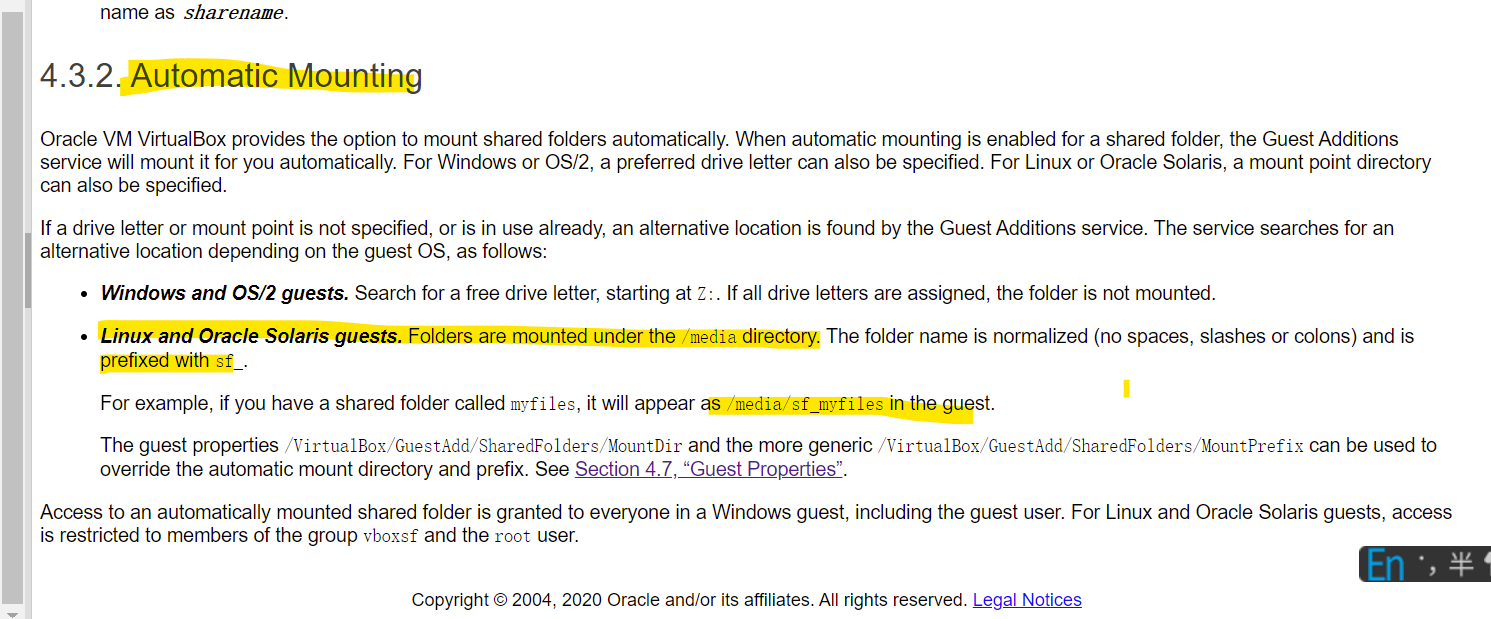 name as sharename.
4.3.2. Automatic Mounting
Oracle VM VirtualBox provides the option to mount shared folders automatically. When automatic mounting is enabled for a shared folder, the Guest Additions
service will mount it for you automatically. For Windows or OS/2, a preferred drive letter can also be specified. For Linux or Oracle Solaris, a mount point directory
can also be specified.
If a drive letter or mount point is not specified, or is in use already, an alternative location is found by the Guest Additions service. The service searches for an
alternative location depending on the guest OS, as follows:
• Windows and OS/2 guests. Search for a free drive letter, starting at Z:. If all drive letters are assigned, the folder is not mounted.
• Linux and Oracle Solaris guests. Folders are mounted under the /media directory. The folder name is normalized (no spaces, slashes or colons) and is
prefixed with sf_.
For example, if you have a shared folder called myfiles, it will appear as /media/sf_myfiles in the guest.
The guest properties /VirtualBox/GuestAdd/SharedFolders/MountDir and the more generic /VirtualBox/GuestAdd/SharedFolders/MountPrefix can be used to
override the automatic mount directory and prefix. See Section 4.7, “Guest Properties”.
Access to an automatically mounted shared folder is granted to everyone in a Windows guest, including the guest user. For Linux and Oracle Solaris guests, access
is restricted to members of the group vboxsf and the root user.
En ·, 半
Copyright © 2004, 2020 Oracle and/or its affiliates. All rights reserved. Legal Notices